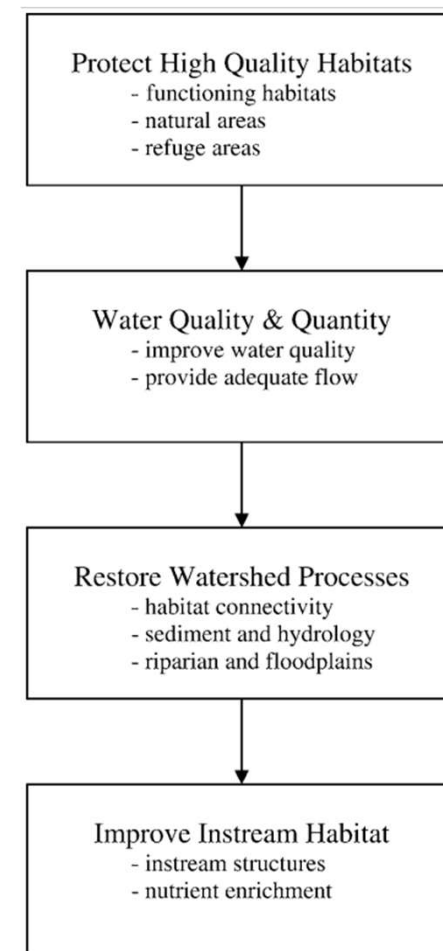 Protect High Quality Habitats
- functioning habitats
- natural areas
- refuge areas
Water Quality & Quantity
- improve water quality
- provide adequate flow
Restore Watershed Processes
- habitat connectivity
- sediment and hydrology
- riparian and floodplains
Improve Instream Habitat
- instream structures
- nutrient enrichment